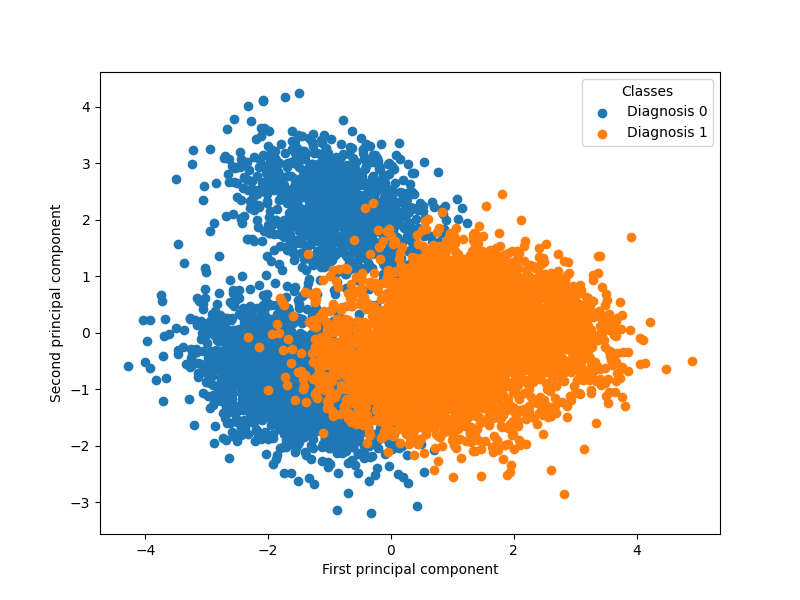 Classes
Diagnosis 0
Diagnosis 1
4
3
2
1
0
−1
−2
−3
Second principal component
−4
−2
0
2
4
First principal component